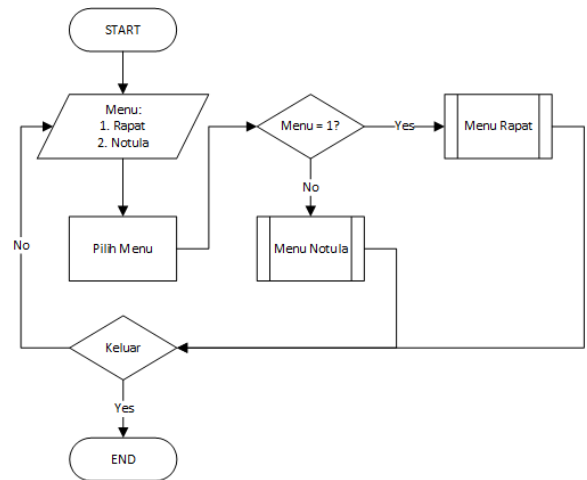 START
Menu:
1. Rapat
2. Notula
Menu = 1?
Yes
Menu Rapat
No
No
Pilih Menu
Menu Notula
Keluar
Yes
END